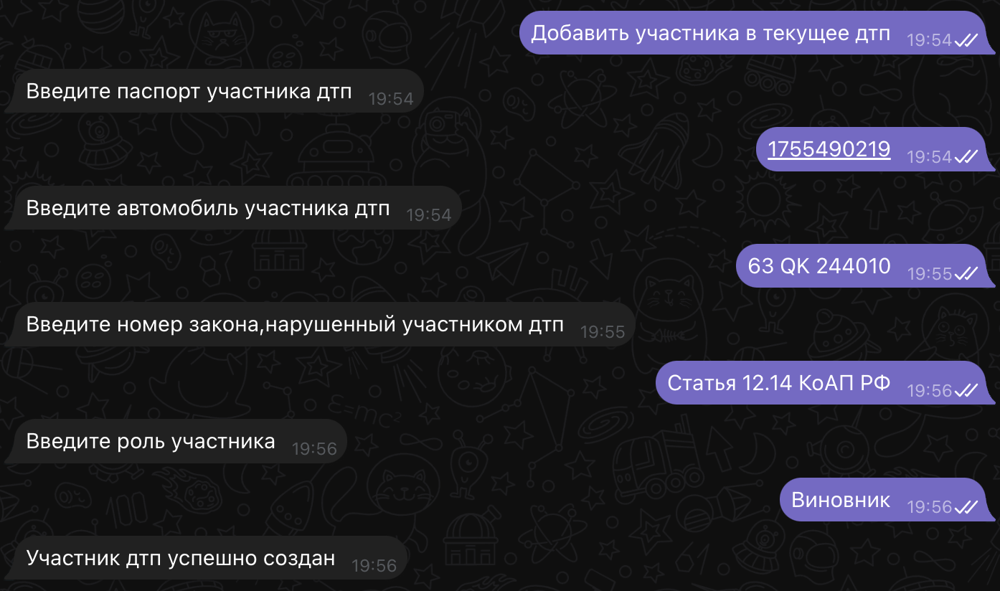 Добавить участника в текущее дтп 19:54
Введите паспорт участника дтп 19:54
1755490219 19:54
Введите автомобиль участника дтп 19:54
63 QK 244010 19:55
Введите номер закона,нарушенный участником дтп 19:55
Статья 12.14 КоАП РФ 19:56
E=mc²
Введите роль участника 19:56
Виновник 19:56
Участник дтп успешно создан 19:56